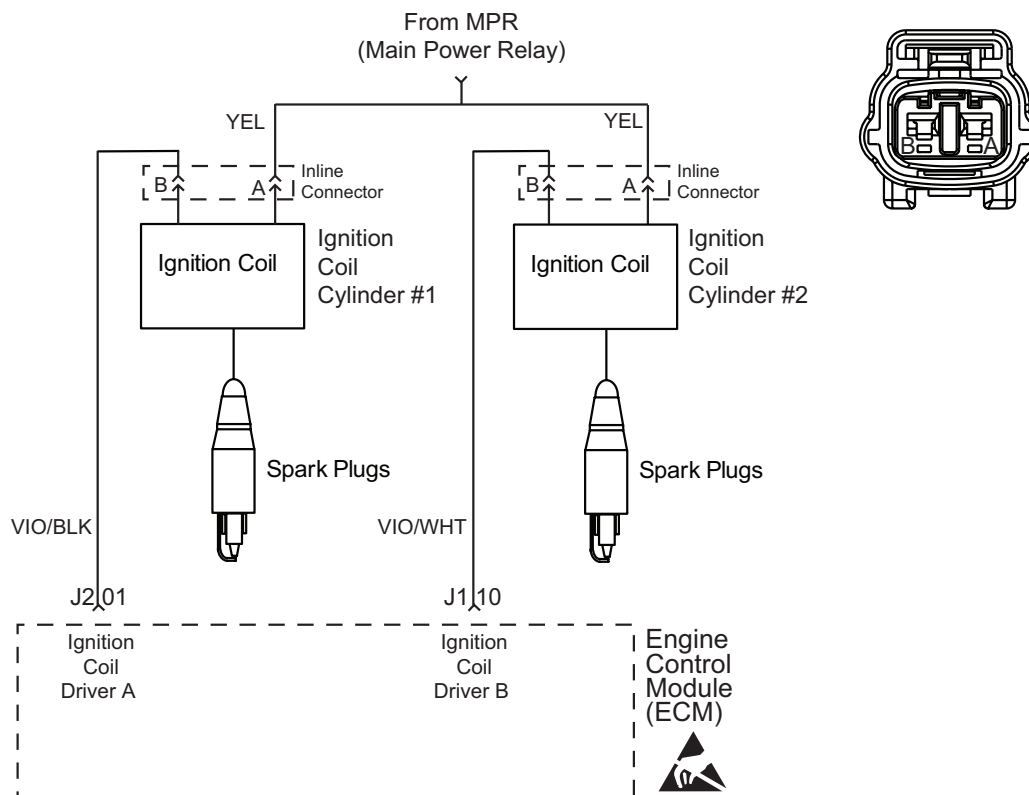 From MPR
(Main Power Relay)
YEL
YEL
B
A
Inline
Connector
B
A
Inline
Connector
B
A
Ignition Coil
Ignition
Coil
Cylinder #1
Ignition Coil
Ignition
Coil
Cylinder #2
Spark Plugs
Spark Plugs
VIO/BLK
VIO/WHT
J2 01
J1 10
Ignition
Coil
Driver A
Ignition
Coil
Driver B
Engine
Control
Module
(ECM)